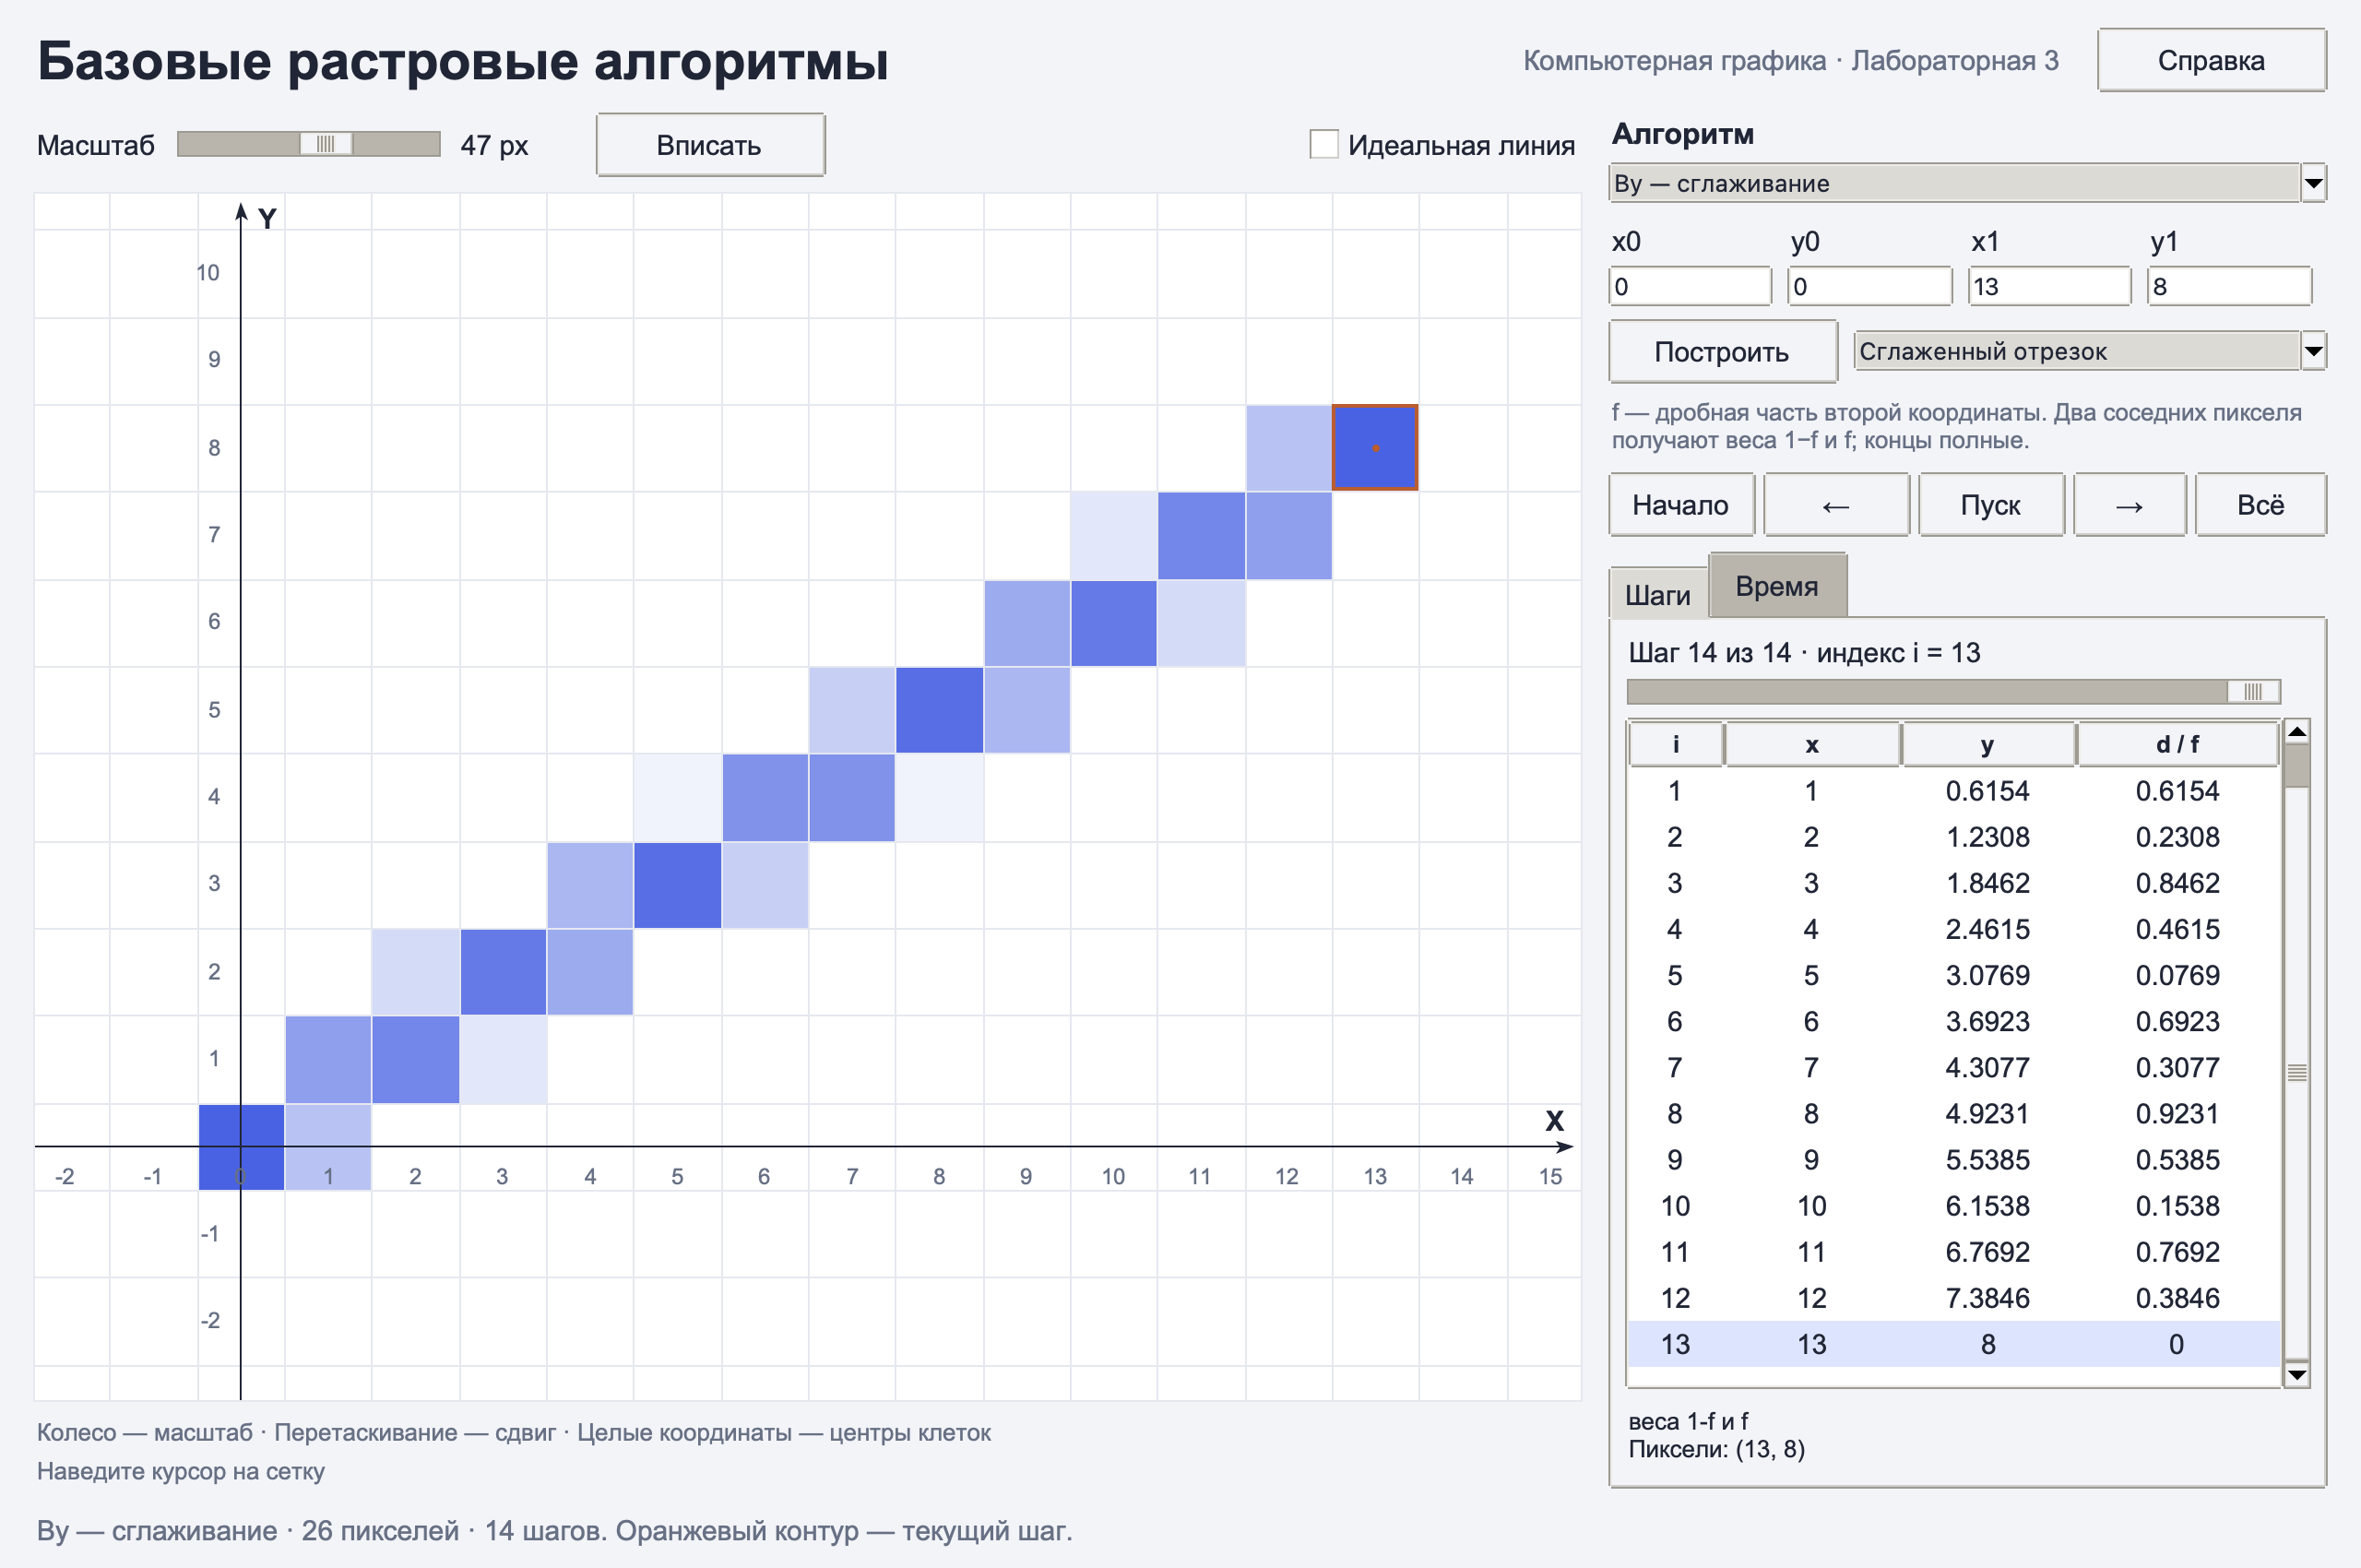 Базовые растровые алгоритмы
Компьютерная графика · Лабораторная 3
Справка
Масштаб
47 px
Вписать
Идеальная линия
Y
10
9
8
7
6
5
4
3
2
1
X
-2 -1 0 1 2 3 4 5 6 7 8 9 10 11 12 13 14 15
-1
-2
Колесо — масштаб · Перетаскивание — сдвиг · Целые координаты — центры клеток
Наведите курсор на сетку
Ву — сглаживание · 26 пикселей · 14 шагов. Оранжевый контур — текущий шаг.
Алгоритм
Ву — сглаживание
x0 y0 x1 y1
0 0 13 8
Построить
Сглаженный отрезок
f — дробная часть второй координаты. Два соседних пикселя
получают веса 1−f и f; концы полные.
Начало ← Пуск → Всё
Шаги Время
Шаг 14 из 14 · индекс i = 13
i x y d / f
1 1 0.6154 0.6154
2 2 1.2308 0.2308
3 3 1.8462 0.8462
4 4 2.4615 0.4615
5 5 3.0769 0.0769
6 6 3.6923 0.6923
7 7 4.3077 0.3077
8 8 4.9231 0.9231
9 9 5.5385 0.5385
10 10 6.1538 0.1538
11 11 6.7692 0.7692
12 12 7.3846 0.3846
13 13 8 0
веса 1-f и f
Пиксели: (13, 8)